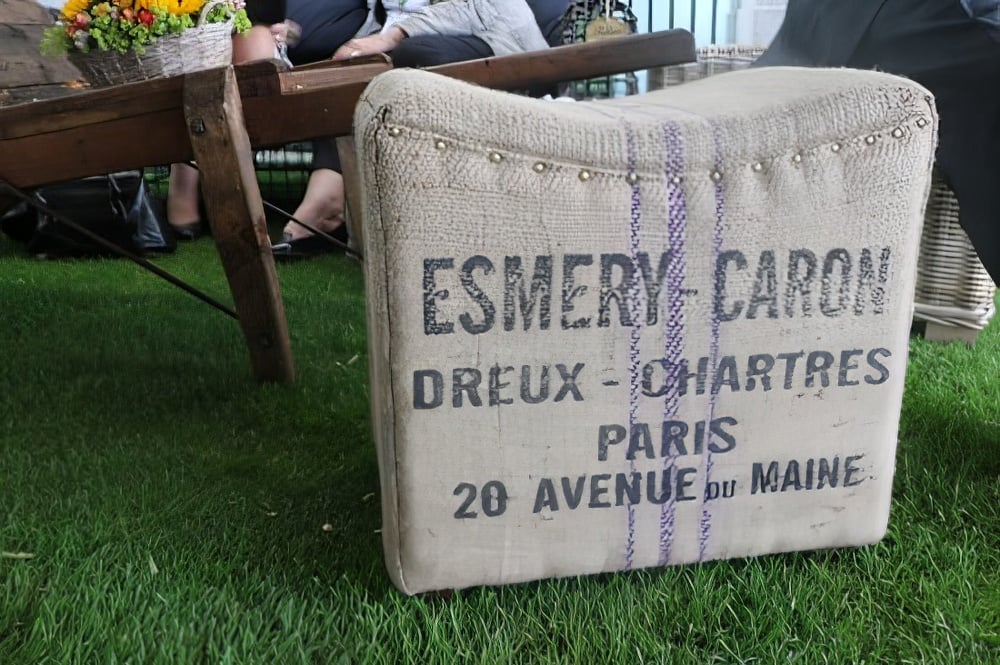 ESMERY-CARON
DREUX - CHARTRES
PARIS
20 AVENUE DU MAINE